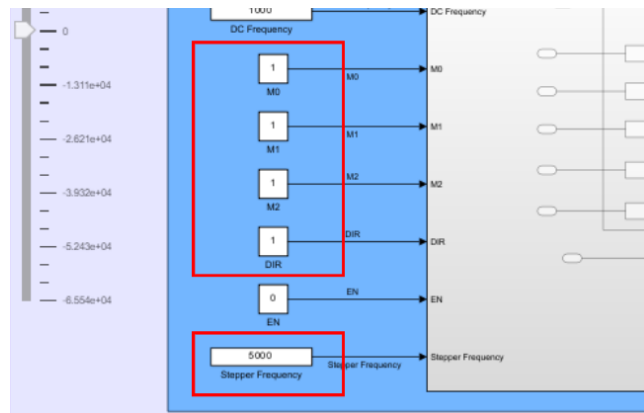 1000
DC Frequency
DC Frequency
0
1
M0
M0
M0
-1.311e+04
1
M1
M1
M1
-2.621e+04
1
M2
M2
M2
-3.932e+04
1
DIR
DIR
DIR
-5.243e+04
0
EN
EN
EN
-6.554e+04
5000
Stepper Frequency
Stepper Frequency
Stepper Frequency